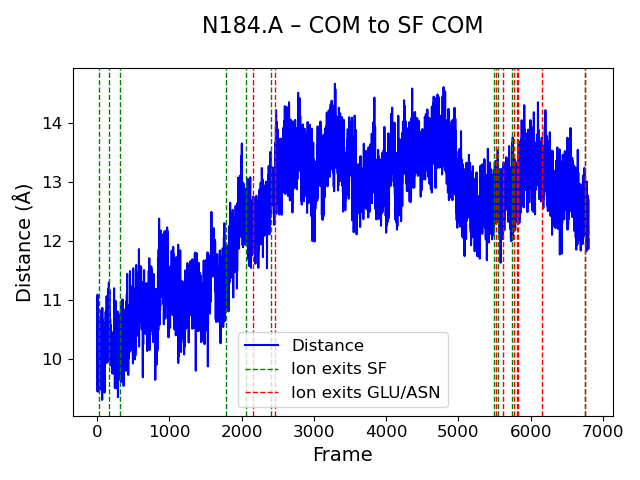 N184.A – COM to SF COM
Distance (Å)
14
13
12
11
10
Distance
Ion exits SF
Ion exits GLU/ASN
0 1000 2000 3000 4000 5000 6000 7000
Frame